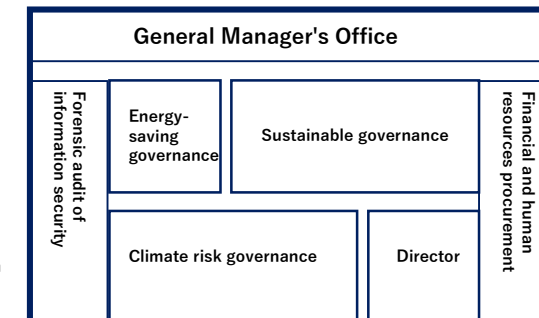 General Manager's Office
Forensic audit of
information security
Energy-
saving
governance
Sustainable governance
Financial and human
resources procurement
Climate risk governance
Director